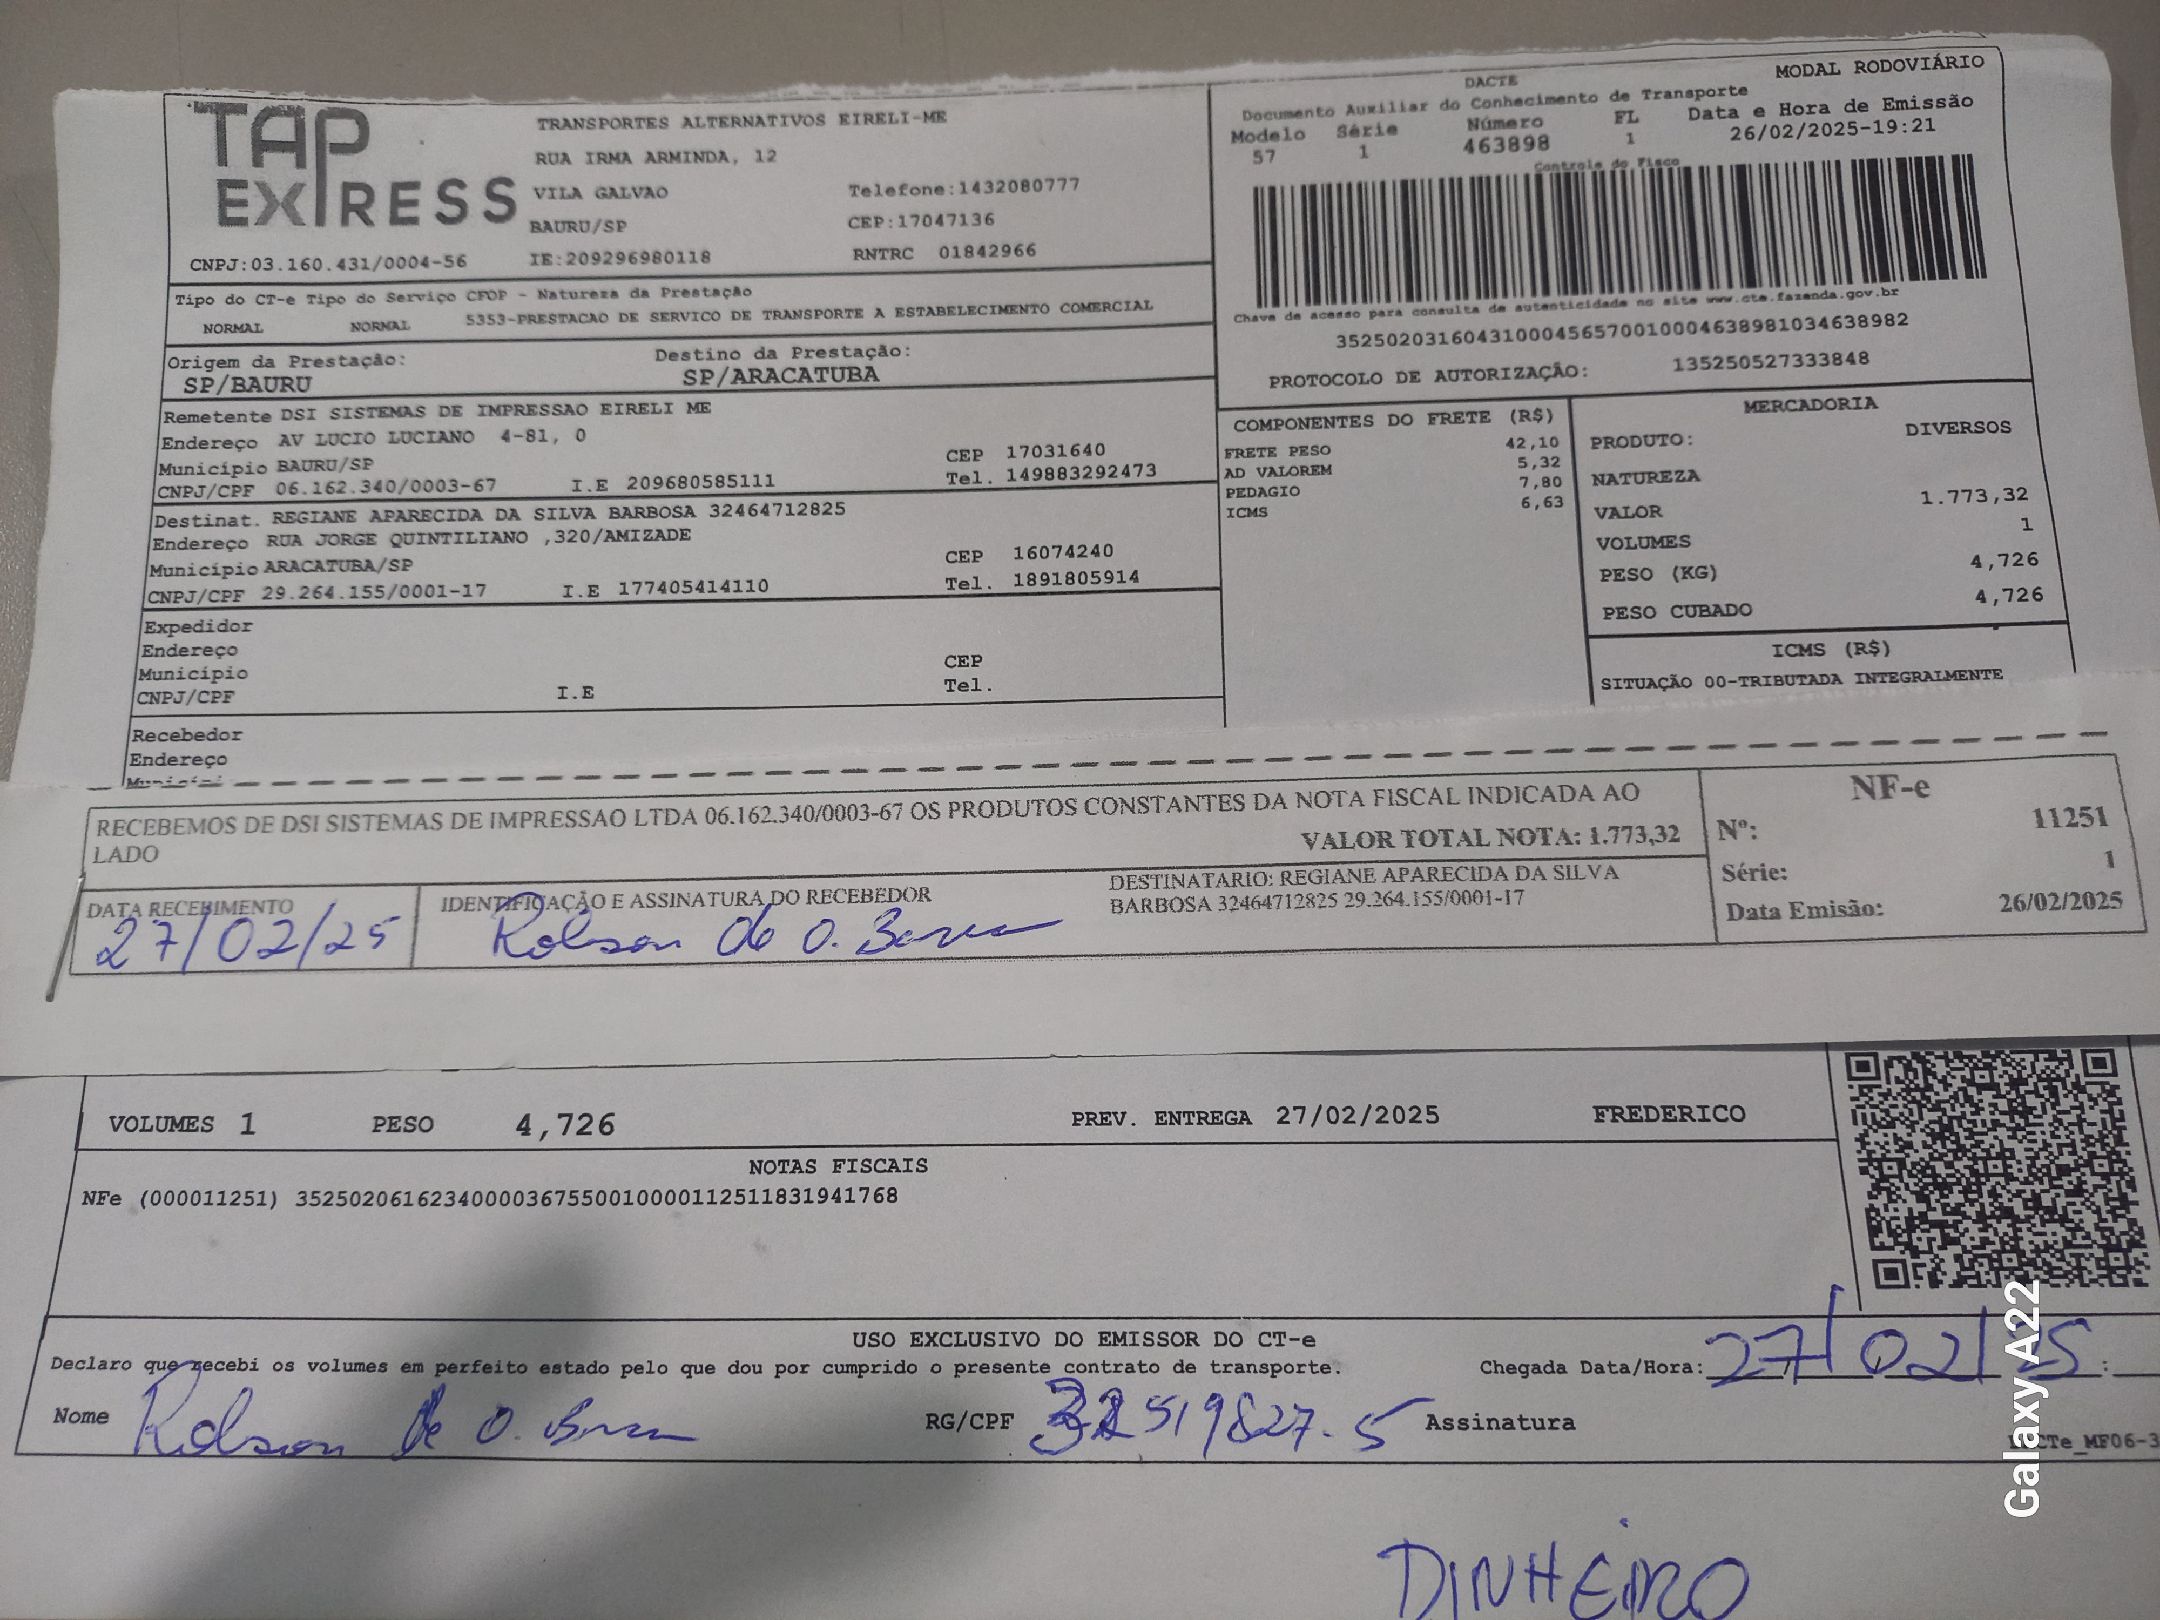 TAP EXPRESS
TRANSPORTES ALTERNATIVOS EIRELI-ME
RUA IRMA ARMINDA, 12
VILA GALVAO Telefone:1432080777
BAURU/SP CEP:17047136
CNPJ:03.160.431/0004-56 IE:209296980118 RNTRC 01842966
Tipo do CT-e Tipo do Serviço CFOP - Natureza da Prestação
NORMAL NORMAL 5353-PRESTACAO DE SERVICO DE TRANSPORTE A ESTABELECIMENTO COMERCIAL
Origem da Prestação: Destino da Prestação:
SP/BAURU SP/ARACATUBA
Remetente DSI SISTEMAS DE IMPRESSAO EIRELI ME
Endereço AV LUCIO LUCIANO 4-81, 0
Município BAURU/SP CEP 17031640
CNPJ/CPF 06.162.340/0003-67 I.E 209680585111 Tel. 149883292473
Destinat. REGIANE APARECIDA DA SILVA BARBOSA 32464712825
Endereço RUA JORGE QUINTILIANO ,320/AMIZADE
Município ARACATUBA/SP CEP 16074240
CNPJ/CPF 29.264.155/0001-17 I.E 177405414110 Tel. 1891805914
Expedidor
Endereço
Município CEP
CNPJ/CPF I.E Tel.
Recebedor
Endereço
DACTE MODAL RODOVIÁRIO
Documento Auxiliar do Conhecimento de Transporte
Modelo Série Número FL Data e Hora de Emissão
57 1 463898 1 26/02/2025-19:21
Controle do Fisco
Chave de acesso para consulta de autenticidade no site www.cte.fazenda.gov.br
35250203160431000456570010004638981034638982
PROTOCOLO DE AUTORIZAÇÃO: 135250527333848
COMPONENTES DO FRETE (R$)
FRETE PESO 42,10
AD VALOREM 5,32
PEDAGIO 7,80
ICMS 6,63
MERCADORIA
PRODUTO: DIVERSOS
NATUREZA
VALOR 1.773,32
VOLUMES 1
PESO (KG) 4,726
PESO CUBADO 4,726
ICMS (R$)
SITUAÇÃO 00-TRIBUTADA INTEGRALMENTE
RECEBEMOS DE DSI SISTEMAS DE IMPRESSAO LTDA 06.162.340/0003-67 OS PRODUTOS CONSTANTES DA NOTA FISCAL INDICADA AO
LADO VALOR TOTAL NOTA: 1.773,32
DATA RECEBIMENTO
27/02/25
IDENTIFICAÇÃO E ASSINATURA DO RECEBEDOR
Robson de O.
DESTINATARIO: REGIANE APARECIDA DA SILVA
BARBOSA 32464712825 29.264.155/0001-17
NF-e
Nº: 11251
Série: 1
Data Emisão: 26/02/2025
VOLUMES 1 PESO 4,726 PREV. ENTREGA 27/02/2025 FREDERICO
NOTAS FISCAIS
NFe (000011251) 35250206162340000367550010000112511831941768
USO EXCLUSIVO DO EMISSOR DO CT-e
Declaro que recebi os volumes em perfeito estado pelo que dou por cumprido o presente contrato de transporte. Chegada Data/Hora: 27/02/25 :
Nome Robson de O. RG/CPF Assinatura
DINHEIRO
Galaxy A22